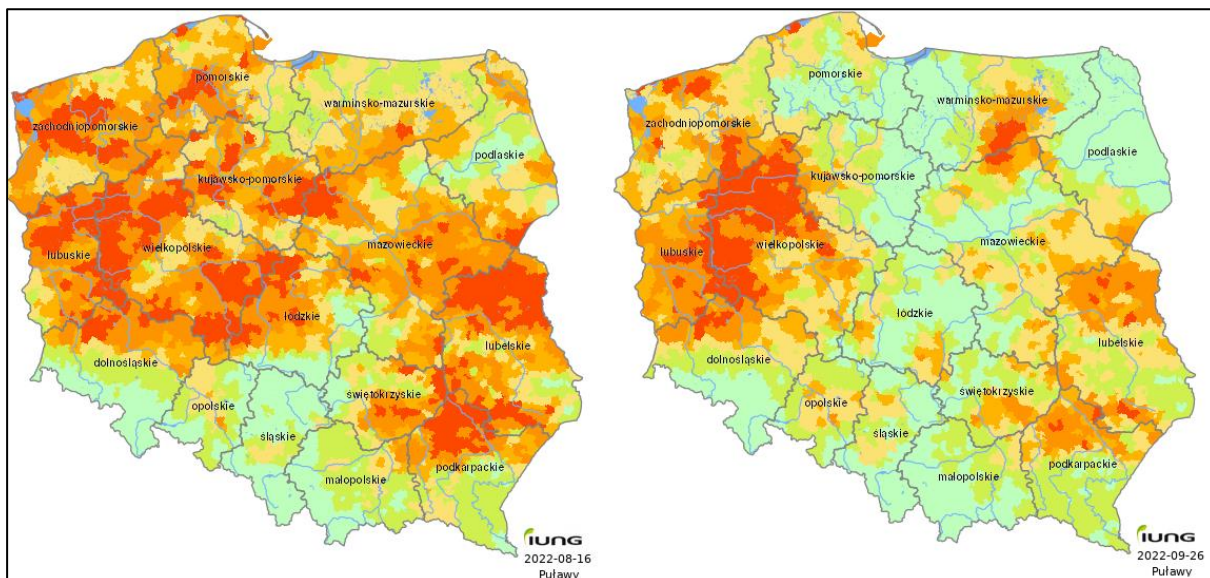 pomorskie
warmińsko-mazurskie
zachodniopomorskie
podlaskie
kujawsko-pomorskie
mazowieckie
wielkopolskie
lubuskie
łódzkie
lubelskie
dolnośląskie
świętokrzyskie
opolskie
śląskie
podkarpackie
małopolskie
IUNG
2022-08-16
Puławy
pomorskie
warmińsko-mazurskie
zachodniopomorskie
podlaskie
kujawsko-pomorskie
mazowieckie
wielkopolskie
lubuskie
łódzkie
lubelskie
dolnośląskie
świętokrzyskie
opolskie
śląskie
podkarpackie
małopolskie
IUNG
2022-09-26
Puławy